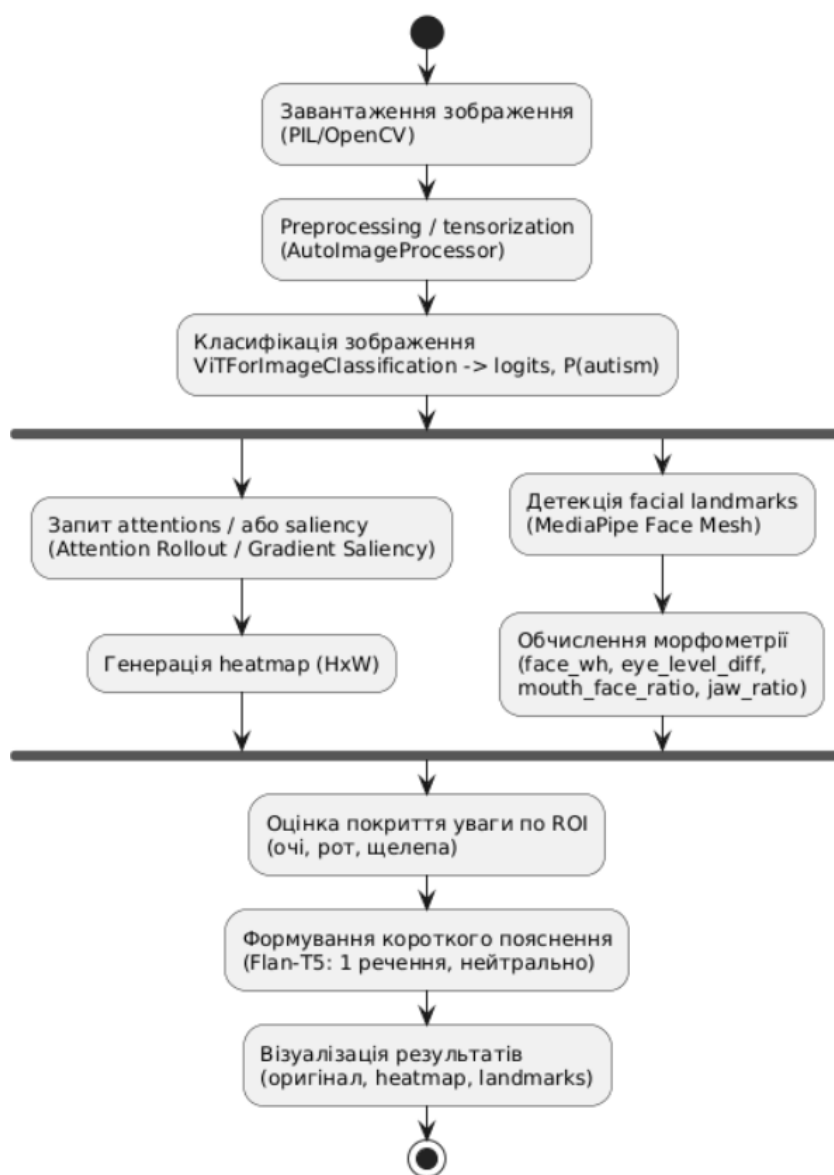 Завантаження зображення
(PIL/OpenCV)
Preprocessing / tensorization
(AutoImageProcessor)
Класифікація зображення
ViTForImageClassification -> logits, P(autism)
Запит attentions / або saliency
(Attention Rollout / Gradient Saliency)
Генерація heatmap (HxW)
Детекція facial landmarks
(MediaPipe Face Mesh)
Обчислення морфометрії
(face_wh, eye_level_diff,
mouth_face_ratio, jaw_ratio)
Оцінка покриття уваги по ROI
(очі, рот, щелепа)
Формування короткого пояснення
(Flan-T5: 1 речення, нейтрально)
Візуалізація результатів
(оригінал, heatmap, landmarks)